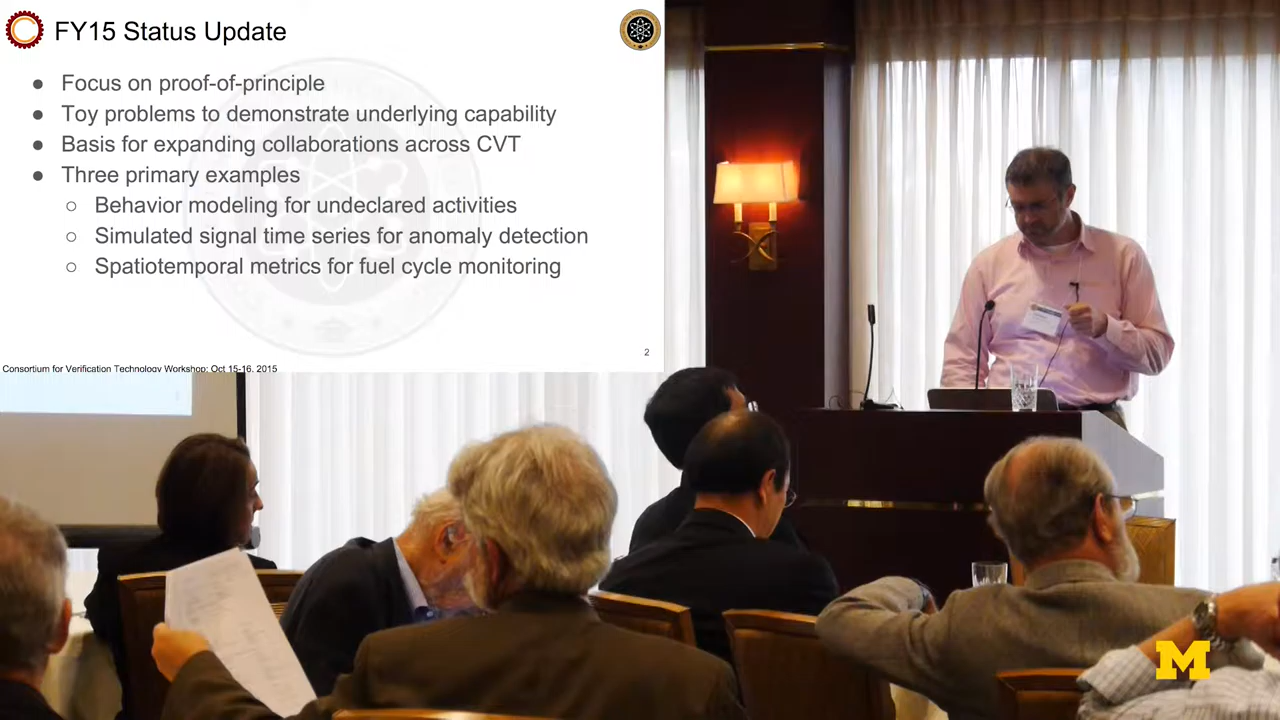 FY15 Status Update
● Focus on proof-of-principle
● Toy problems to demonstrate underlying capability
● Basis for expanding collaborations across CVT
● Three primary examples
○ Behavior modeling for undeclared activities
○ Simulated signal time series for anomaly detection
○ Spatiotemporal metrics for fuel cycle monitoring
2
Consortium for Verification Technology Workshop: Oct 15-16, 2015
M